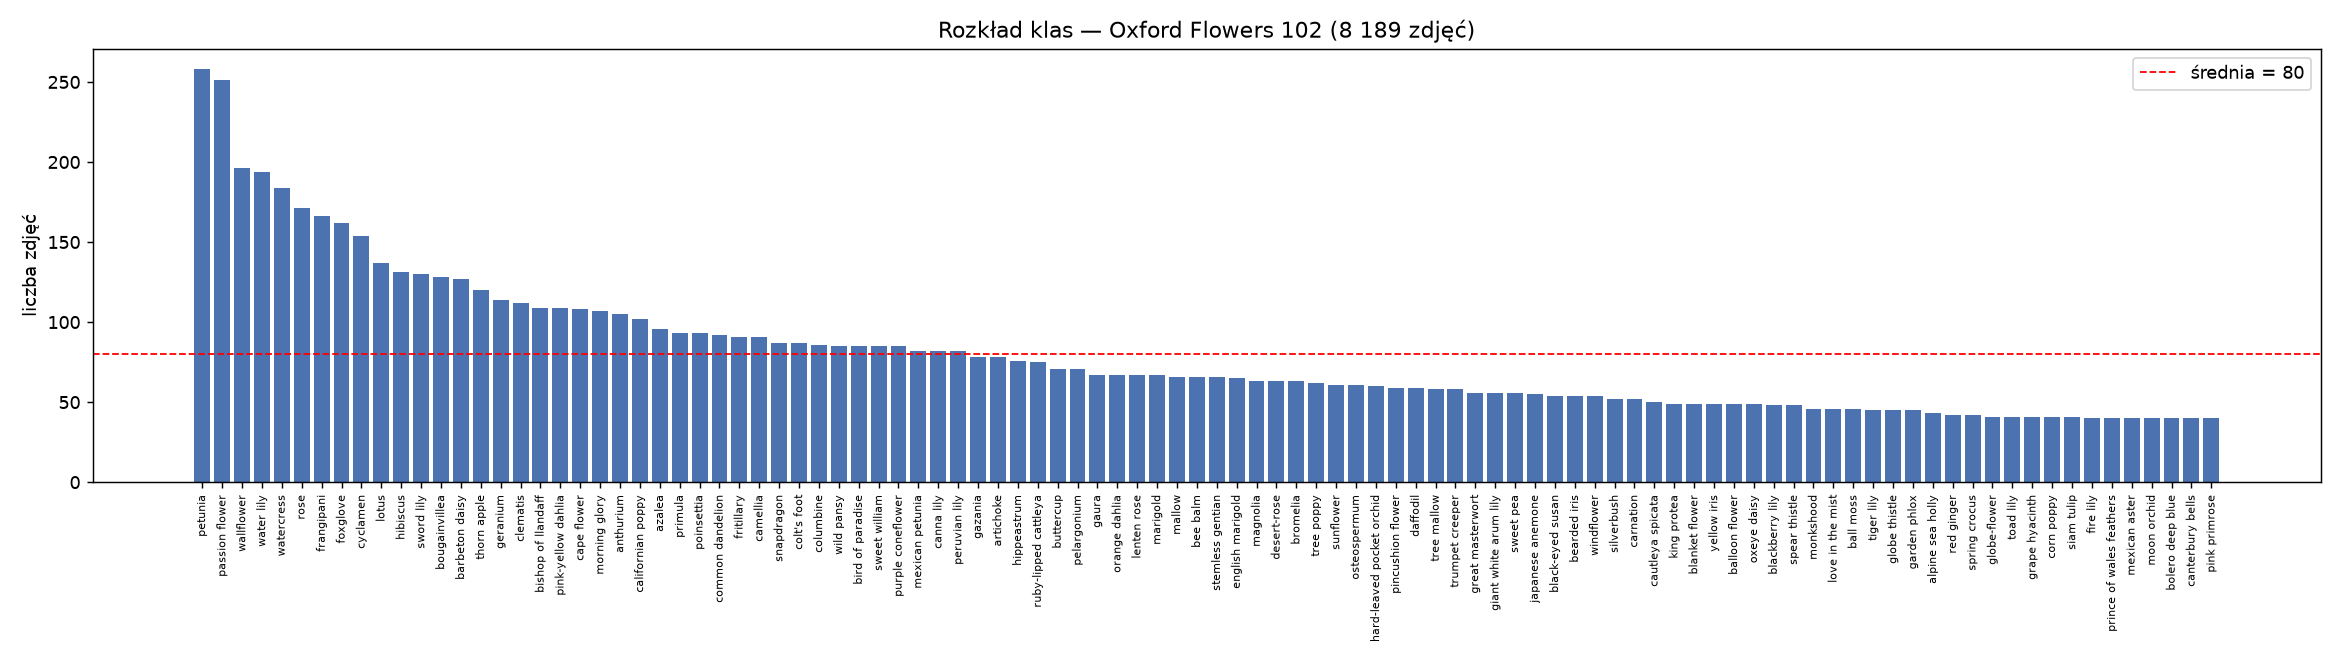 Rozkład klas — Oxford Flowers 102 (8 189 zdjęć)
średnia = 80
liczba zdjęć
250
200
150
100
50
0
petunia
passion flower
wallflower
water lily
watercress
rose
frangipani
foxglove
cyclamen
lotus
hibiscus
sword lily
bougainvillea
barbeton daisy
thorn apple
geranium
clematis
bishop of llandaff
pink-yellow dahlia
cape flower
morning glory
anthurium
californian poppy
azalea
primula
poinsettia
common dandelion
fritillary
camellia
snapdragon
colt's foot
columbine
wild pansy
bird of paradise
sweet william
purple coneflower
mexican petunia
canna lily
peruvian lily
gazania
artichoke
hippeastrum
ruby-lipped cattleya
buttercup
pelargonium
gaura
orange dahlia
lenten rose
marigold
mallow
bee balm
stemless gentian
english marigold
magnolia
desert-rose
bromelia
tree poppy
sunflower
osteospermum
hard-leaved pocket orchid
pincushion flower
daffodil
tree mallow
trumpet creeper
great masterwort
giant white arum lily
sweet pea
japanese anemone
black-eyed susan
bearded iris
windflower
silverbush
carnation
cautleya spicata
king protea
blanket flower
yellow iris
balloon flower
oxeye daisy
blackberry lily
spear thistle
monkshood
love in the mist
ball moss
tiger lily
globe thistle
garden phlox
alpine sea holly
red ginger
spring crocus
globe-flower
toad lily
grape hyacinth
corn poppy
siam tulip
fire lily
prince of wales feathers
mexican aster
moon orchid
bolero deep blue
canterbury bells
pink primrose